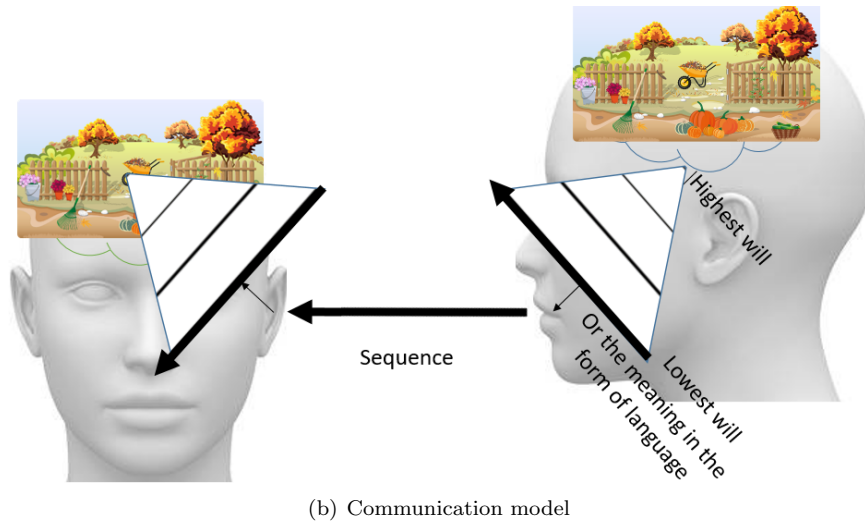 Highest will
Sequence
Lowest will
Or the meaning in the
form of language
(b) Communication model